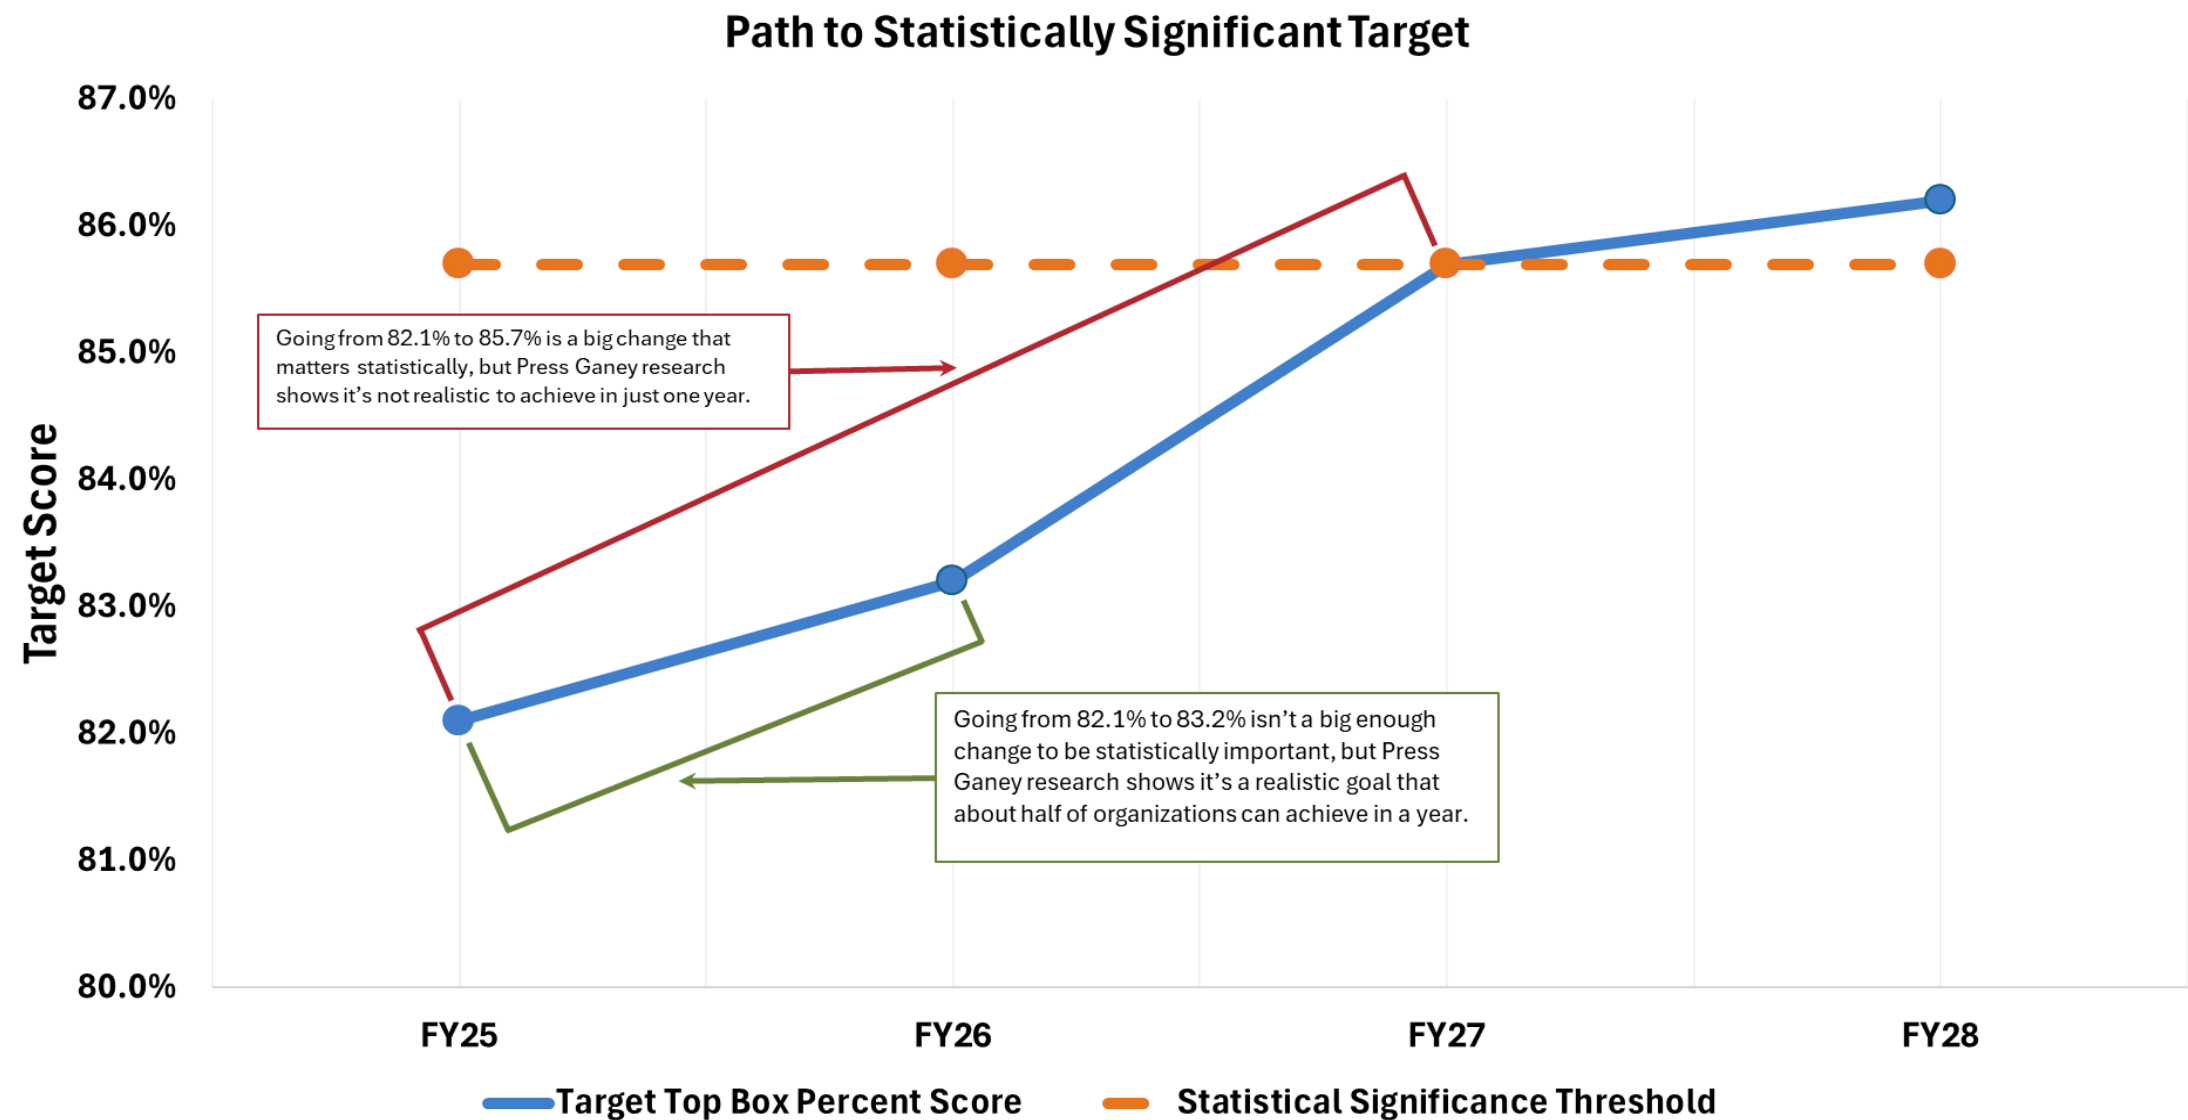 Path to Statistically Significant Target
87.0%
86.0%
85.0%
84.0%
83.0%
82.0%
81.0%
80.0%
Target Score
Going from 82.1% to 85.7% is a big change that
matters statistically, but Press Ganey research
shows it’s not realistic to achieve in just one year.
Going from 82.1% to 83.2% isn’t a big enough
change to be statistically important, but Press
Ganey research shows it’s a realistic goal that
about half of organizations can achieve in a year.
FY25
FY26
FY27
FY28
Target Top Box Percent Score
Statistical Significance Threshold